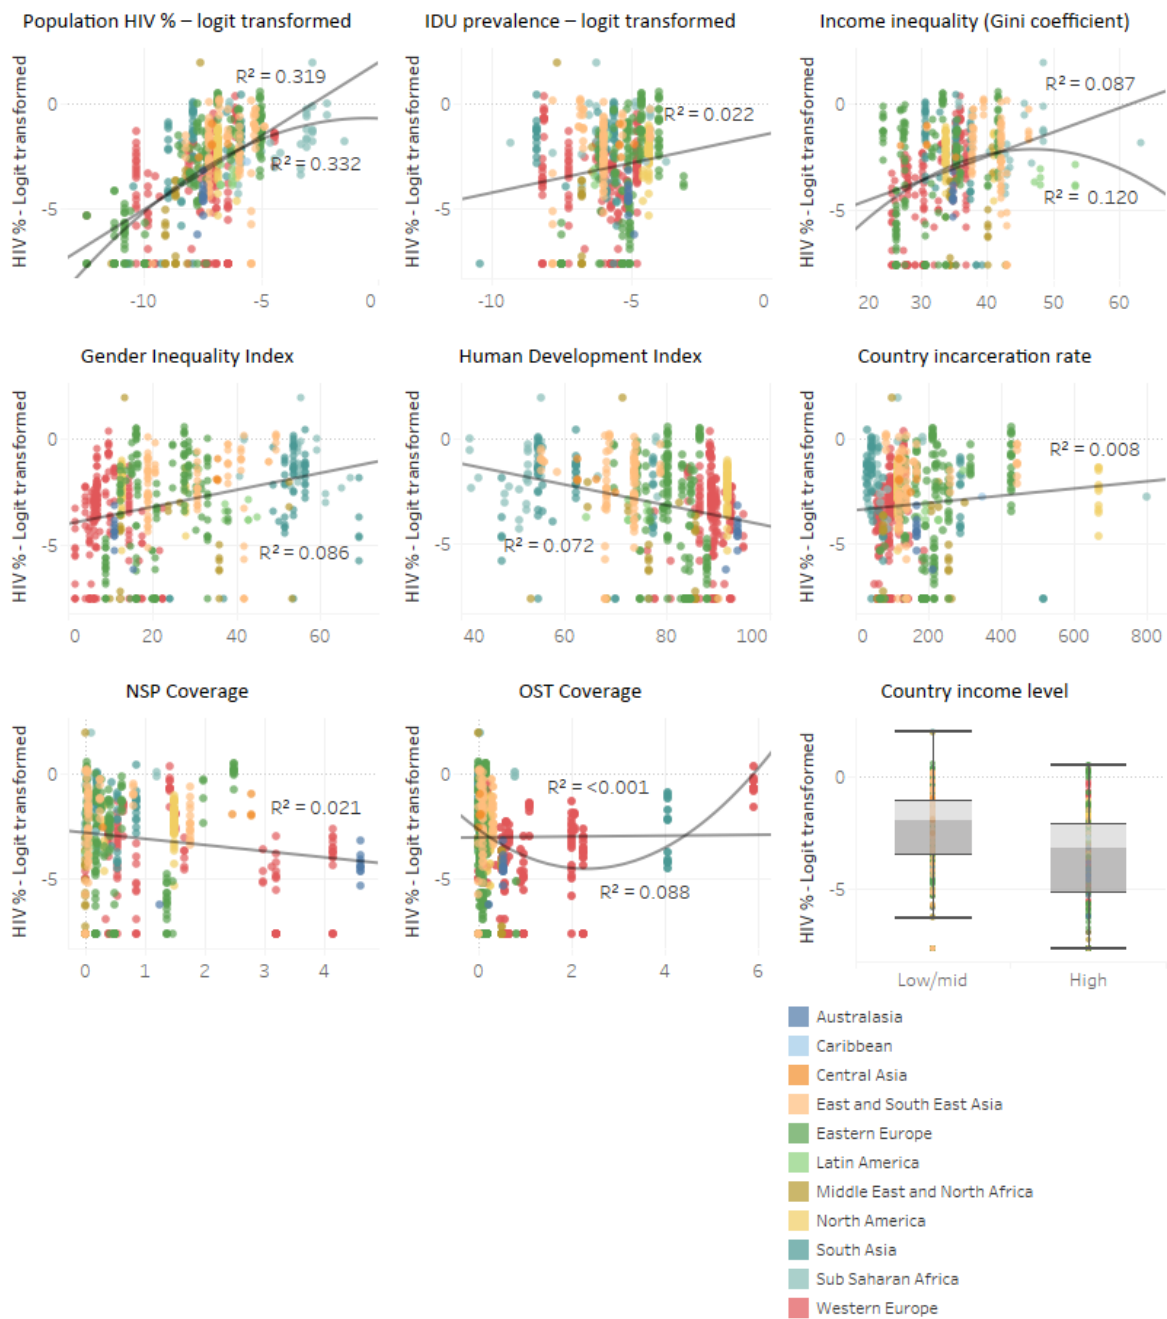 Population HIV % – logit transformed
IDU prevalence – logit transformed
Income inequality (Gini coefficient)
HIV % - Logit transformed
0
-5
R² = 0.319
R² = 0.332
-10
-5
0
HIV % - Logit transformed
0
-5
R² = 0.022
-10
-5
0
HIV % - Logit transformed
0
-5
R² = 0.087
R² = 0.120
20
30
40
50
60
Gender Inequality Index
Human Development Index
Country incarceration rate
HIV % - Logit transformed
0
-5
R² = 0.086
0
20
40
60
HIV % - Logit transformed
0
-5
R² = 0.072
40
60
80
100
HIV % - Logit transformed
0
-5
R² = 0.008
0
200
400
600
800
NSP Coverage
OST Coverage
Country income level
HIV % - Logit transformed
0
-5
R² = 0.021
0
1
2
3
4
HIV % - Logit transformed
0
-5
R² = <0.001
R² = 0.088
0
2
4
6
HIV % - Logit transformed
0
-5
Low/mid
High
Australasia
Caribbean
Central Asia
East and South East Asia
Eastern Europe
Latin America
Middle East and North Africa
North America
South Asia
Sub Saharan Africa
Western Europe